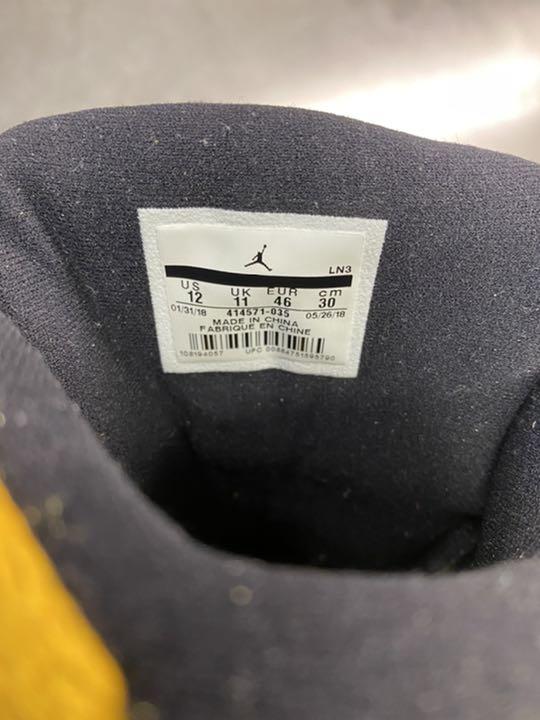 LN3
US UK EUR cm
12 11 46 30
01/31/18 414571-035 05/26/18
MADE IN CHINA
FABRIQUE EN CHINE
108194057 UPC 00884751595790